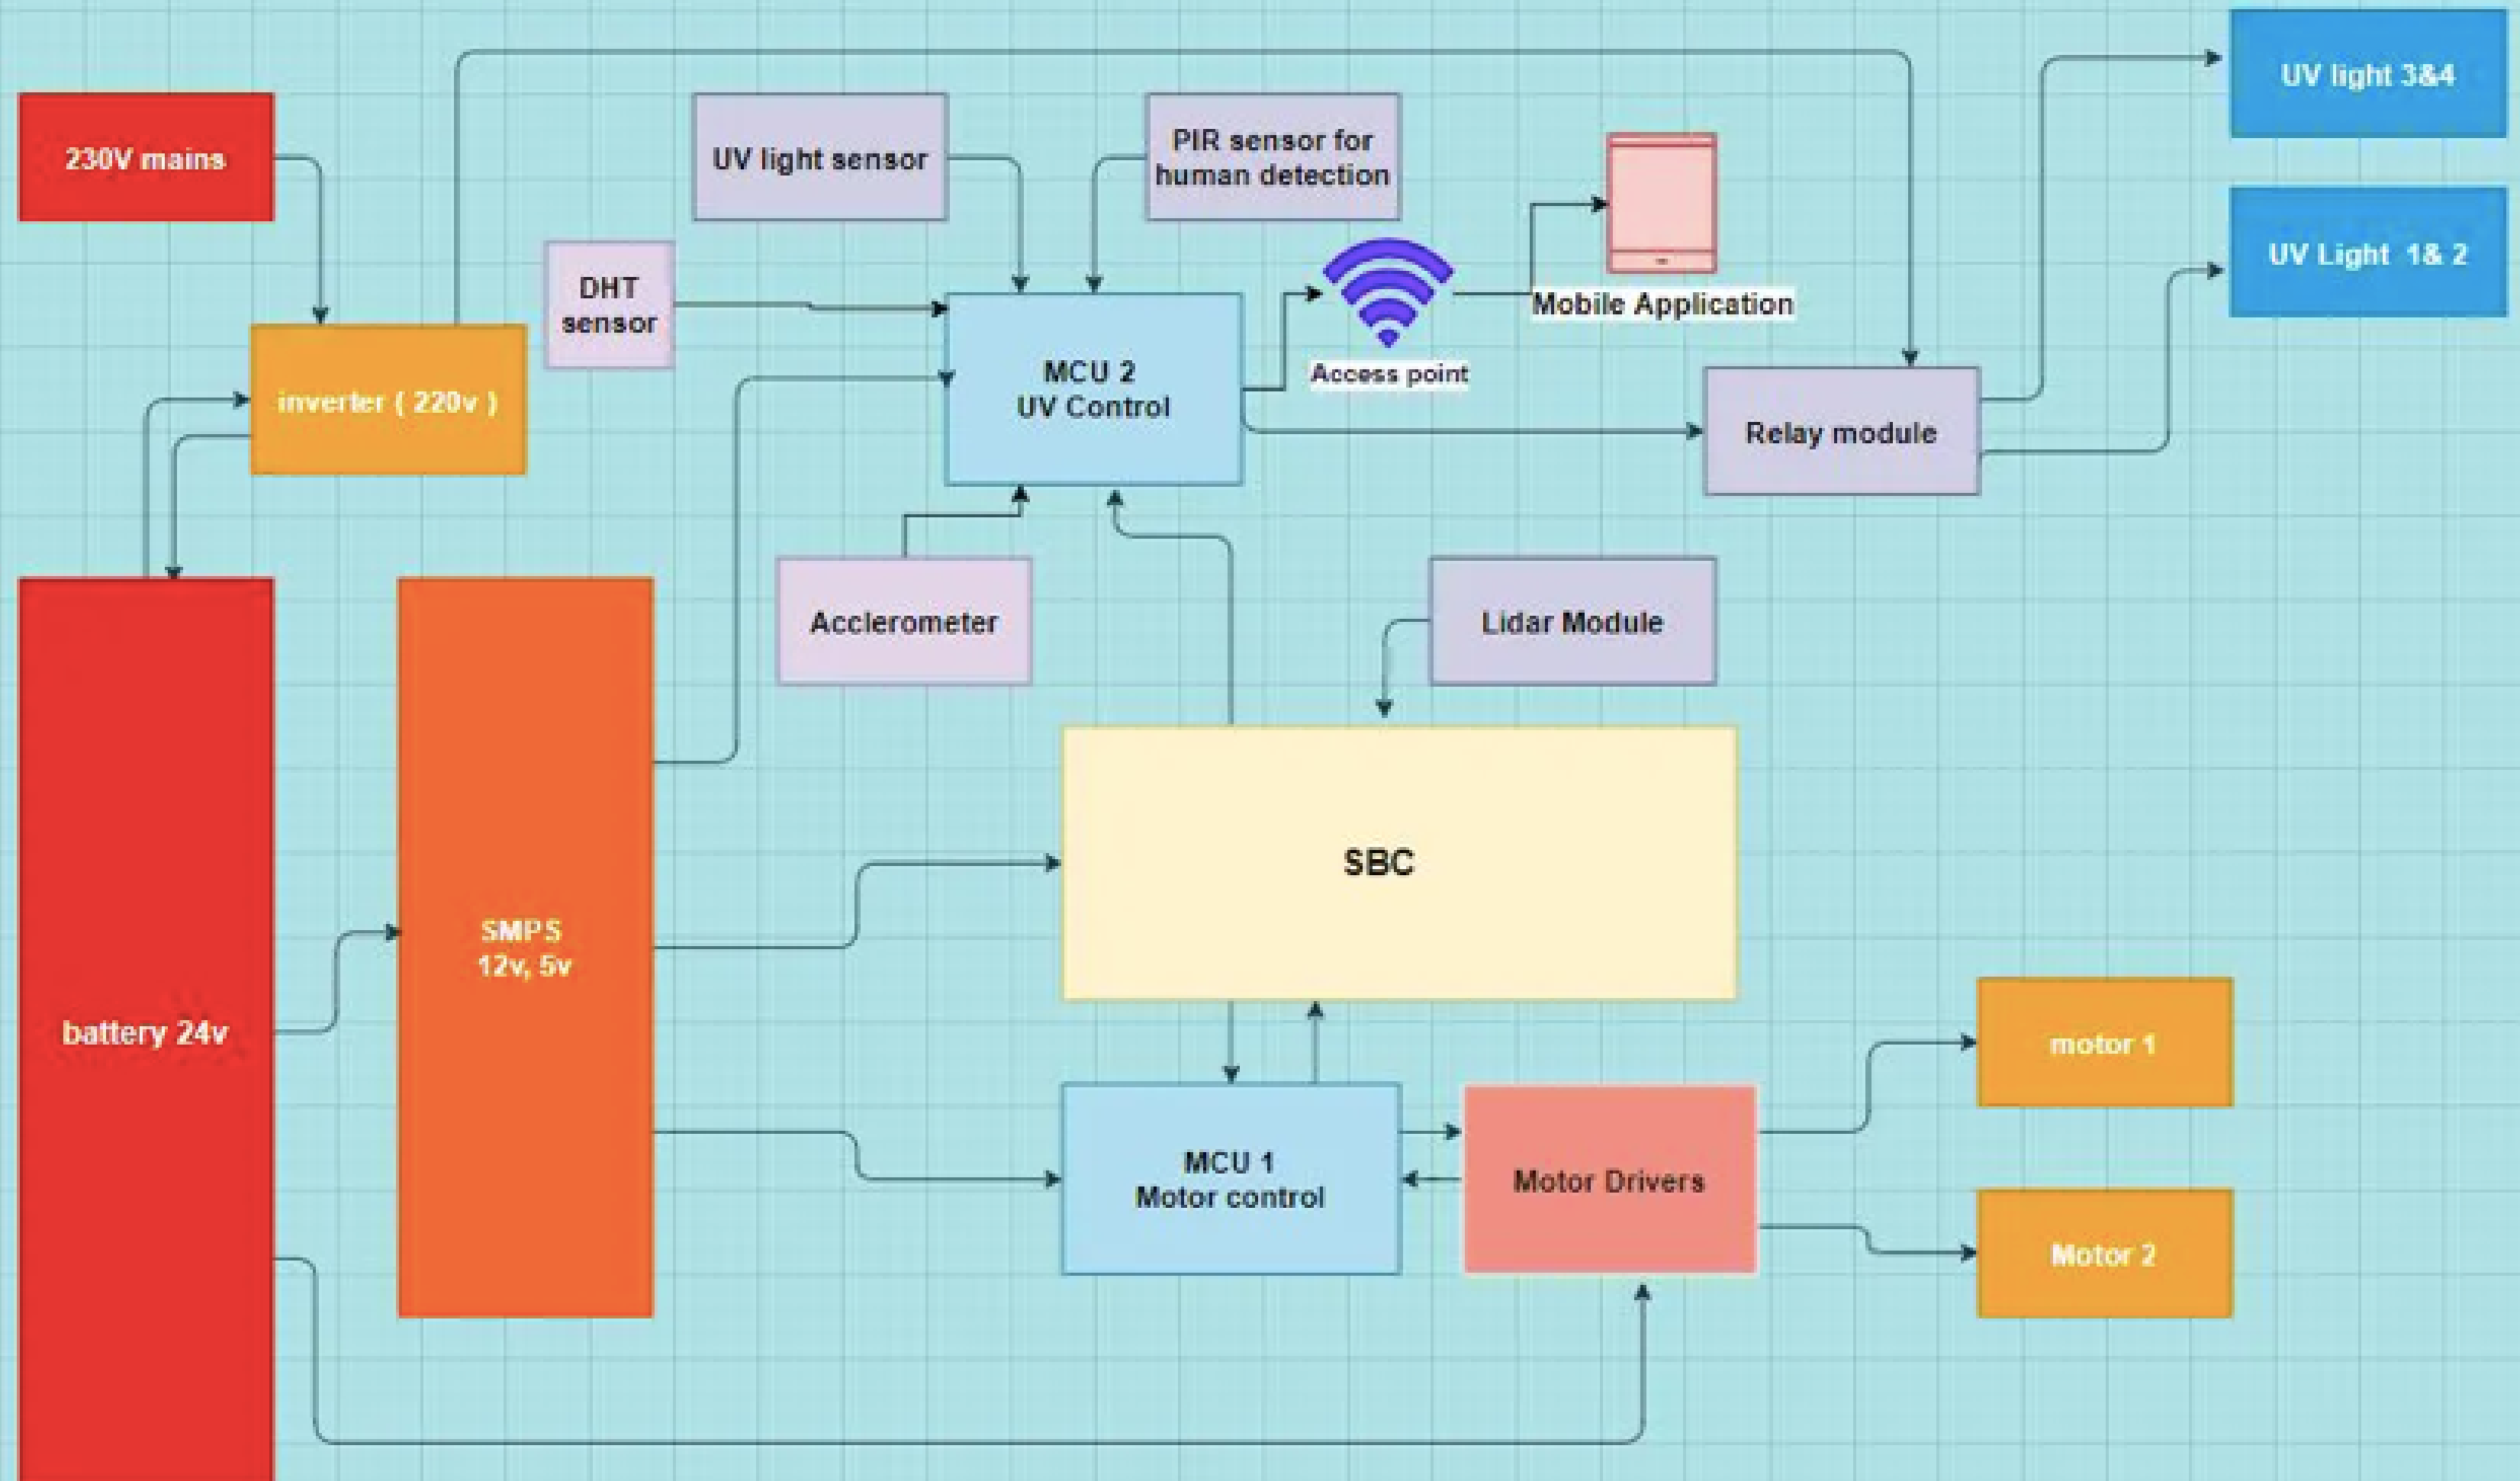 UV light 3&4
230V mains
UV light sensor
PIR sensor for
human detection
UV Light 1& 2
DHT
sensor
Mobile Application
Access point
inverter ( 220v )
MCU 2
UV Control
Relay module
Acclerometer
Lidar Module
SBC
SMPS
12v, 5v
battery 24v
motor 1
MCU 1
Motor control
Motor Drivers
Motor 2